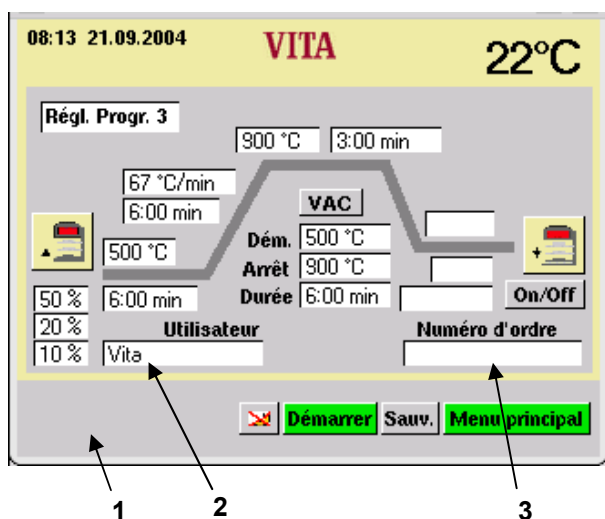 08:13 21.09.2004
VITA
22°C
Régl. Progr. 3
900 °C
3:00 min
67 °C/min
6:00 min
VAC
500 °C
Dém. 500 °C
Arrêt 900 °C
50 %
6:00 min
Durée 6:00 min
On/Off
20 %
Utilisateur
Numéro d'ordre
10 %
Vita
Démarrer
Sauv.
Menu principal
1
2
3